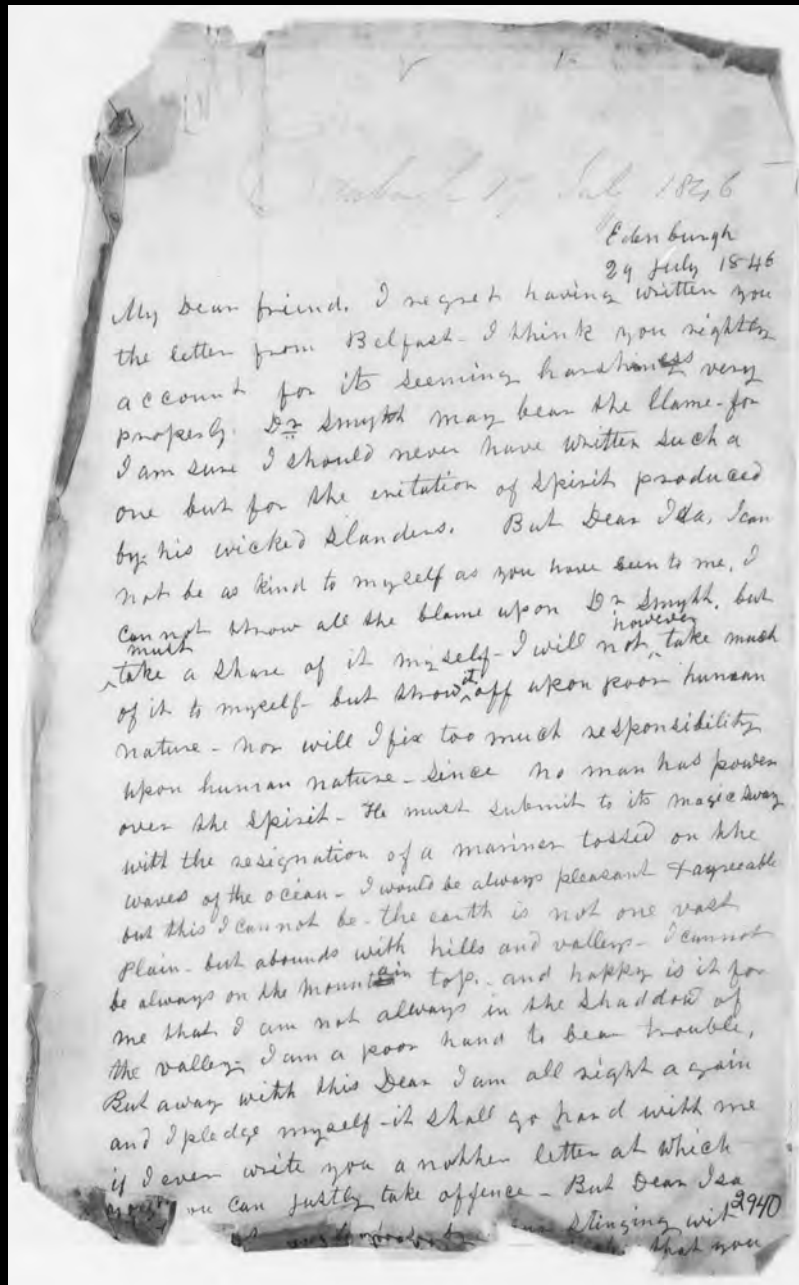 July 1846
Edenburgh
29 July 1846
My Dear friend. I regret having written you
the letter from Belfast - I think you rightly
account for its seeming harshness very
properly. Dr Smyth may bear the blame - for
I am sure I should never have written such a
one but for the iritation of spirit produced
by his wicked slanders. But Dear Isa, I can
not be as kind to myself as you have been to me, I
can not throw all the blame upon Dr Smyth, but
must
take a share of it myself - I will not however take much
of it to myself - but throw it off upon poor human
nature - nor will I fix too much responsibility
upon human nature - since no man has power
over the spirit - He must submit to its magic sway
with the resignation of a mariner tossed on the
waves of the ocean - I would be always pleasant & agreeable
but this I can not be - the earth is not one vast
plain - but abounds with hills and valleys - I cannot
be always on the mountain top - and happy is it for
me that I am not always in the shaddow of
the valley - I am a poor hand to bear trouble,
But away with this Dear I am all right again
and I pledge myself - it shall go hard with me
if I ever write you another letter at which
you can justly take offence - But Dear Isa
2940
stinging wit
that you